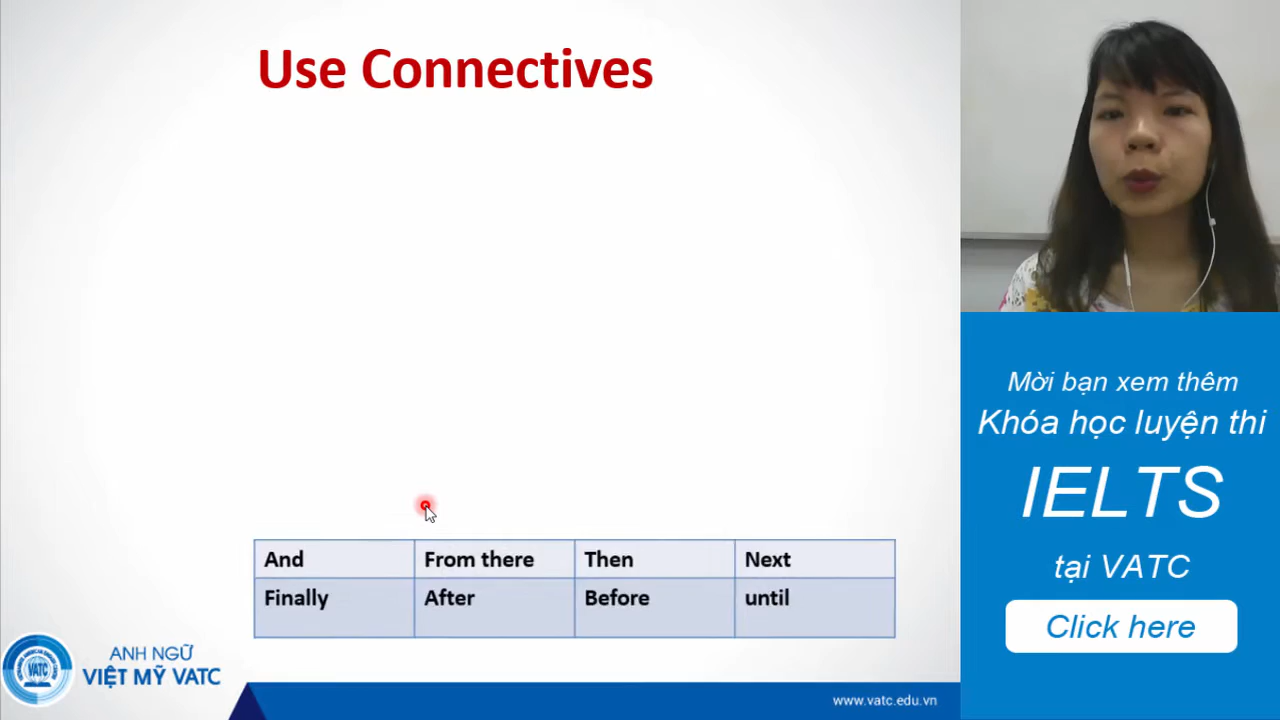 Use Connectives
And From there Then Next
Finally After Before until
VATC
ANH NGỮ
VIỆT MỸ VATC
www.vatc.edu.vn
Mời bạn xem thêm
Khóa học luyện thi
IELTS
tại VATC
Click here